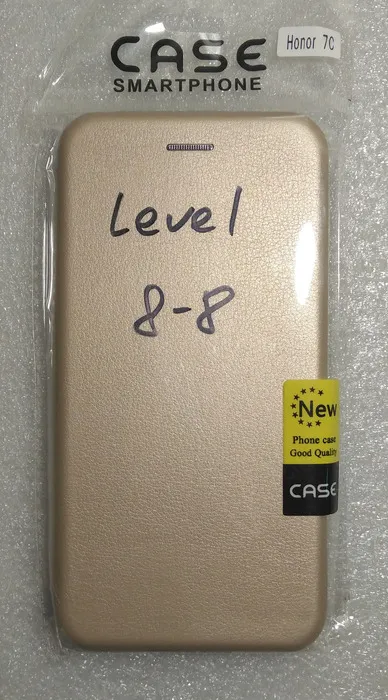 CASE
SMARTPHONE
Honor 7C
Level
8-8
New
Phone case
Good Quality
CASE